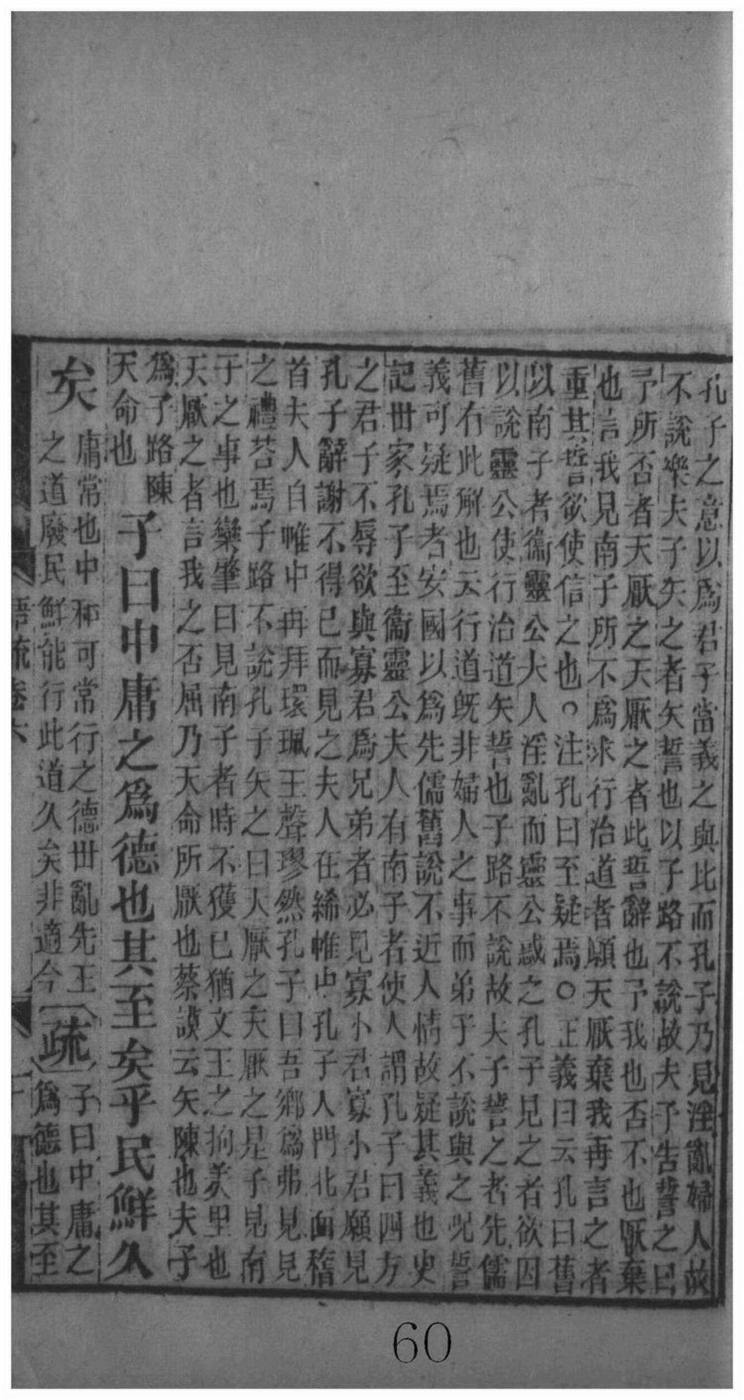 孔子之意以爲君子當義之與比而孔子乃見淫亂婦人故
不說樂夫子矢之者矢誓也以子路不說故夫子告誓之曰
予所否者天厭之天厭之者此誓辭也予我也否不也厭棄
也言我見南子所不爲求行治道者願天厭棄我再言之者
重其誓欲使信之也○注孔曰至疑焉○正義曰云孔曰舊
以南子者衞靈公夫人淫亂而靈公惑之孔子見之者欲因
以說靈公使行治道矢誓也子路不說故夫子誓之者先儒
舊有此解也云行道旣非婦人之事而弟子不說與之呪誓
義可疑焉者安國以爲先儒舊說不近人情故疑其義也史
記世家孔子至衞靈公夫人有南子者使人謂孔子曰四方
之君子不辱欲與寡君爲兄弟者必見寡小君寡小君願見
孔子辭謝不得已而見之夫人在絺帷中孔子入門北面稽
首夫人自帷中再拜環珮玉聲璆然孔子曰吾鄉爲弗見見
之禮荅焉子路不說孔子矢之曰天厭之天厭之是子見南
子之事也欒肇曰見南子者時不獲已猶文王之拘羑里也
天厭之者言我之否屈乃天命所厭也蔡謨云矢陳也夫子
爲子路陳
天命也
子曰中庸之爲德也其至矣乎民鮮久
矣
庸常也中和可常行之德世亂先王
之道廢民鮮能行此道久矣非適今
疏
子曰中庸之
爲德也其至
語疏卷六